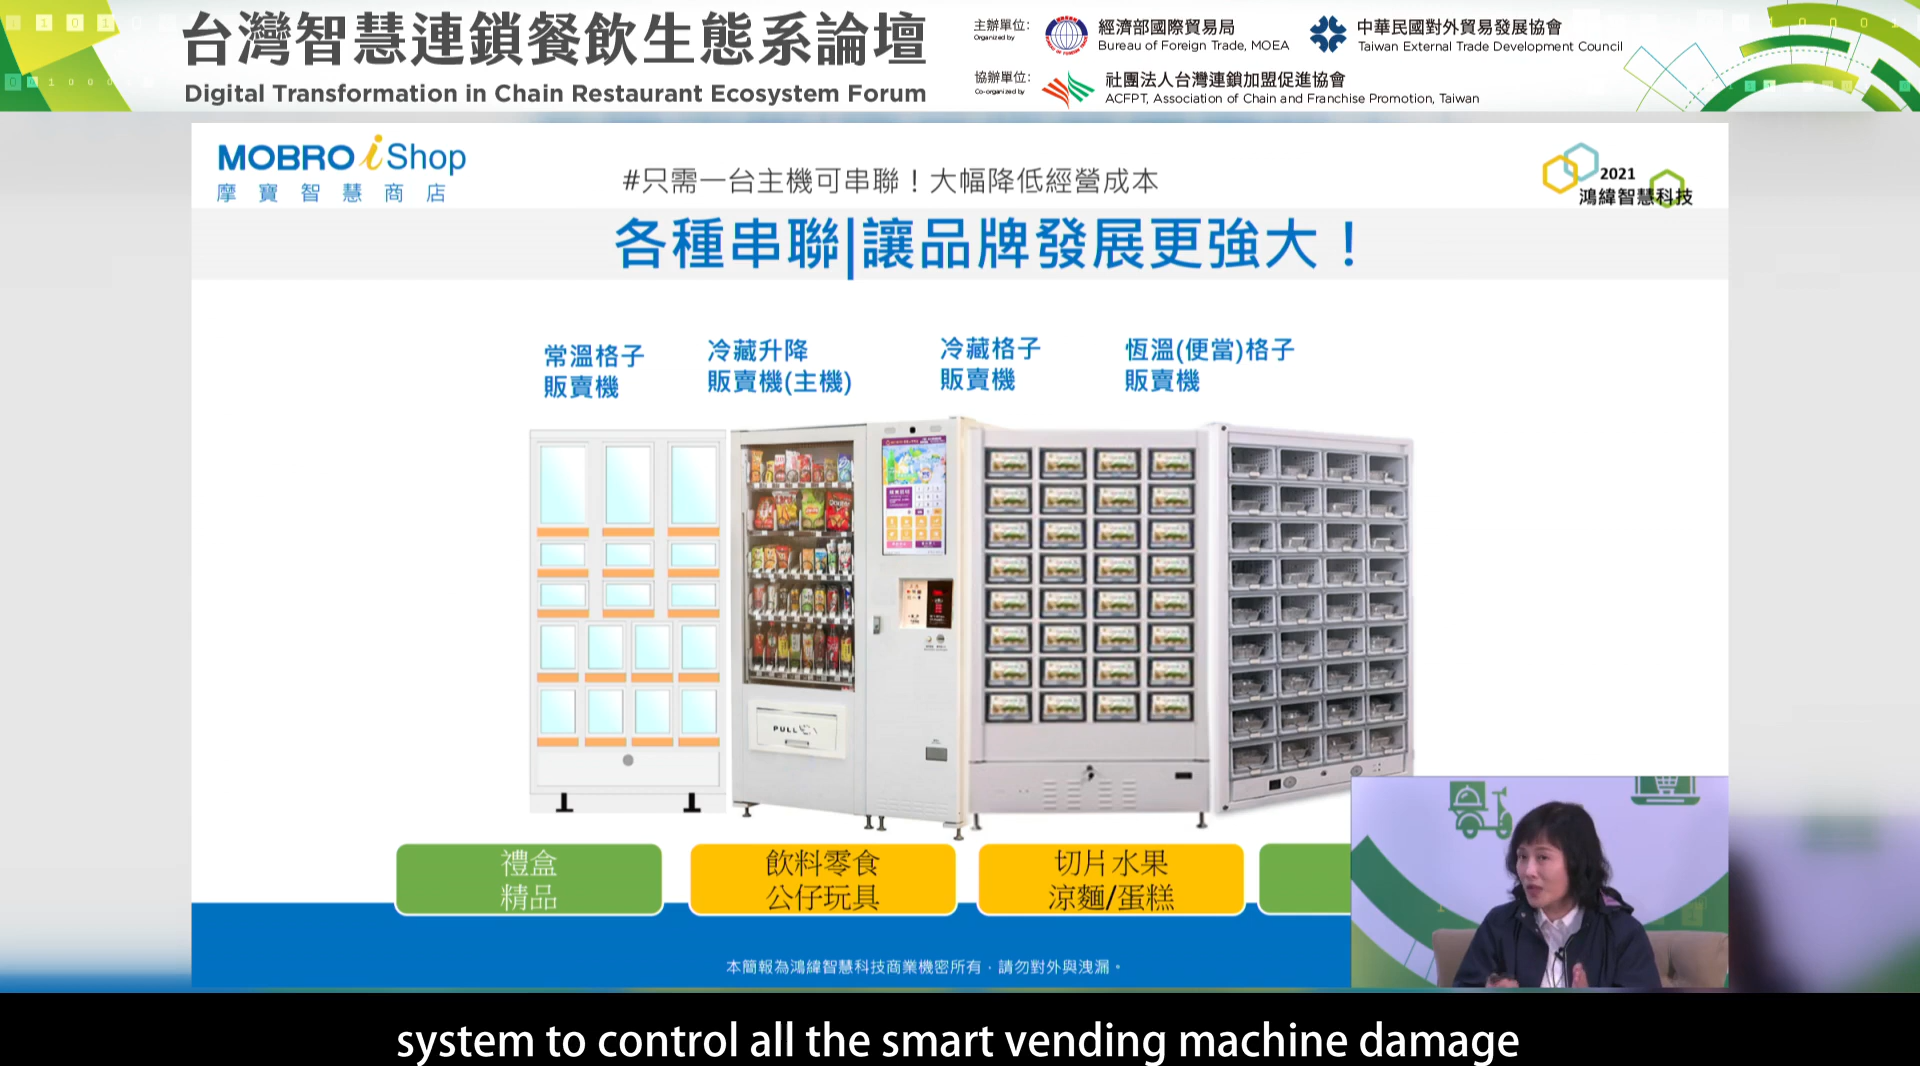 台灣智慧連鎖餐飲生態系論壇
Digital Transformation in Chain Restaurant Ecosystem Forum
主辦單位:
Organized by
經濟部國際貿易局
Bureau of Foreign Trade, MOEA
中華民國對外貿易發展協會
Taiwan External Trade Development Council
協辦單位:
Co-organized by
社團法人台灣連鎖加盟促進協會
ACFPT, Association of Chain and Franchise Promotion, Taiwan
MOBRO iShop
摩寶智慧商店
#只需一台主機可串聯！大幅降低經營成本
2021
鴻緯智慧科技
各種串聯|讓品牌發展更強大！
常溫格子
販賣機
冷藏升降
販賣機(主機)
冷藏格子
販賣機
恆溫(便當)格子
販賣機
PULL
禮盒
精品
飲料零食
公仔玩具
切片水果
涼麵/蛋糕
本簡報為鴻緯智慧科技商業機密所有，請勿對外與洩漏。
system to control all the smart vending machine damage